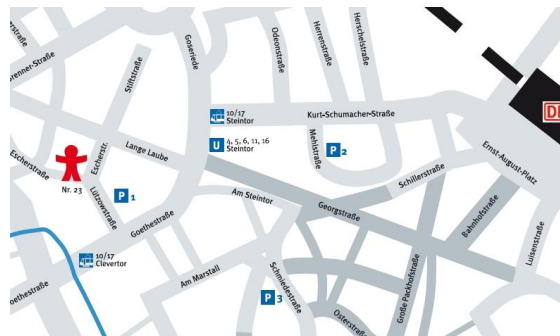 Goseriede
Odeonstraße
Herrenstraße
Herschelstraße
Stiftstraße
10/17
Steintor
Kurt-Schumacher-Straße
U
4, 5, 6, 11, 16
Steintor
Mehlstraße
P 2
Escherstraße
Escherstr.
Lange Laube
Ernst-August-Platz
Nr. 23
Lützowstraße
P 1
Am Steintor
Schillerstraße
Goethestraße
Georgstraße
Bahnhofstraße
Luisenstraße
10/17
Clevertor
Am Marstall
Schmiedestraße
P 3
Große Packhofstraße
Osterstraße